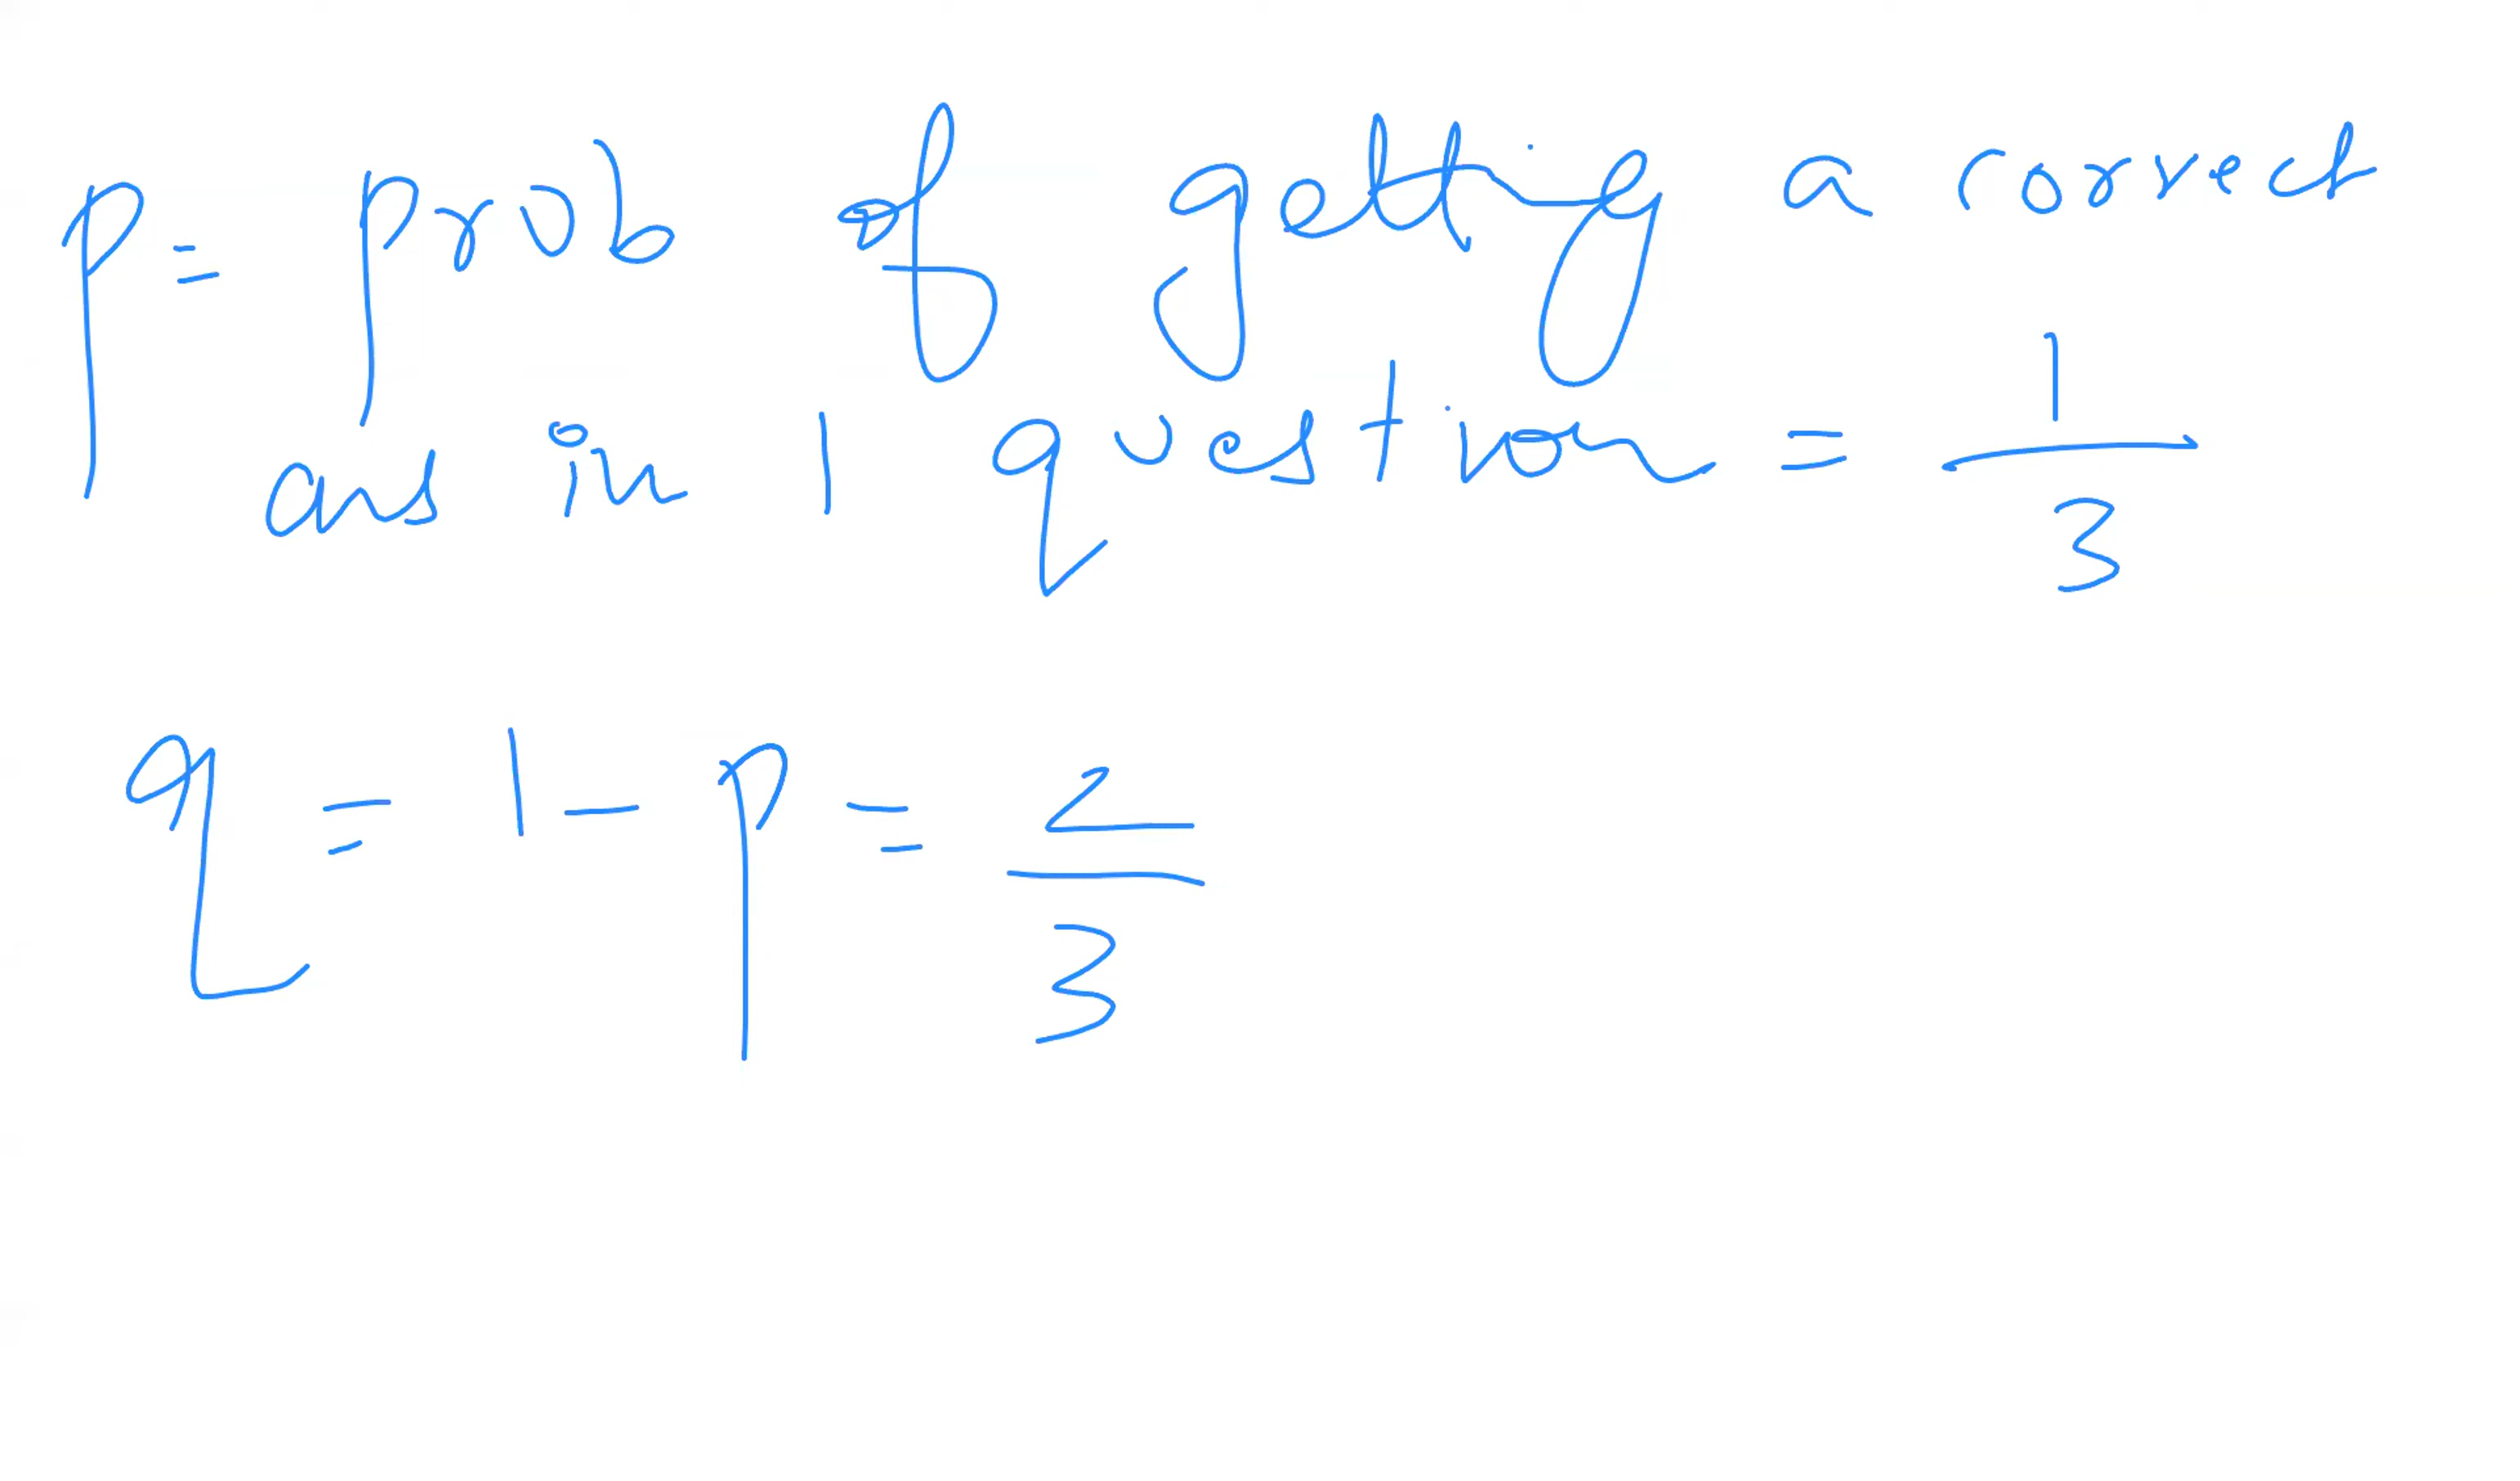 p = prob of getting a correct
ans in 1 question = 1/3
q = 1 - p = 2/3